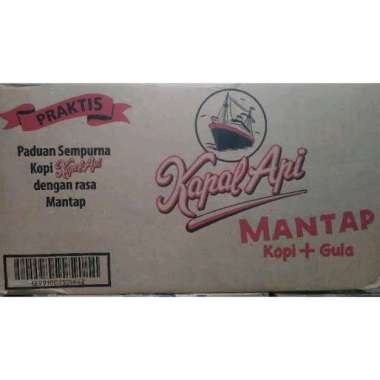 PRAKTIS
Paduan Sempurna
Kopi Kapal Api
dengan rasa
Mantap
Kapal Api
MANTAP
Kopi + Gula